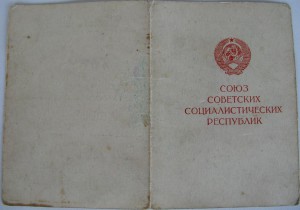 СОЮЗ
СОВЕТСКИХ
СОЦИАЛИСТИЧЕСКИХ
РЕСПУБЛИК